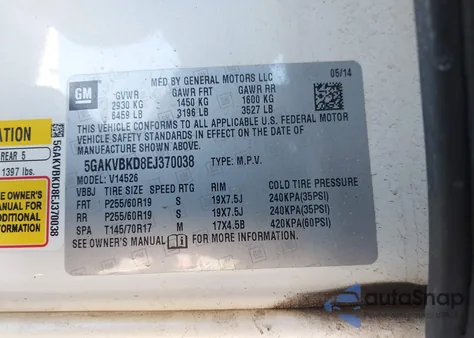 MFD BY GENERAL MOTORS LLC 05/14
GM
GVWR GAWR FRT GAWR RR
2930 KG 1450 KG 1600 KG
6459 LB 3196 LB 3527 LB
THIS VEHICLE CONFORMS TO ALL APPLICABLE U.S. FEDERAL MOTOR
VEHICLE SAFETY STANDARDS IN EFFECT ON THE DATE OF
MANUFACTURE SHOWN ABOVE.
5GAKVBKD8EJ370038 TYPE: M.P.V.
MODEL: V14526
VBBJ TIRE SIZE SPEED RTG RIM COLD TIRE PRESSURE
FRT P255/60R19 S 19X7.5J 240KPA(35PSI)
RR P255/60R19 S 19X7.5J 240KPA(35PSI)
SPA T145/70R17 M 17X4.5B 420KPA(60PSI)
SEE OWNER'S MANUAL FOR MORE INFORMATION.
ATION
REAR 5
1397 lbs.
EE OWNER'S
MANUAL FOR
ADDITIONAL
FORMATION
5GAKVBKD8EJ370038
autoSnap